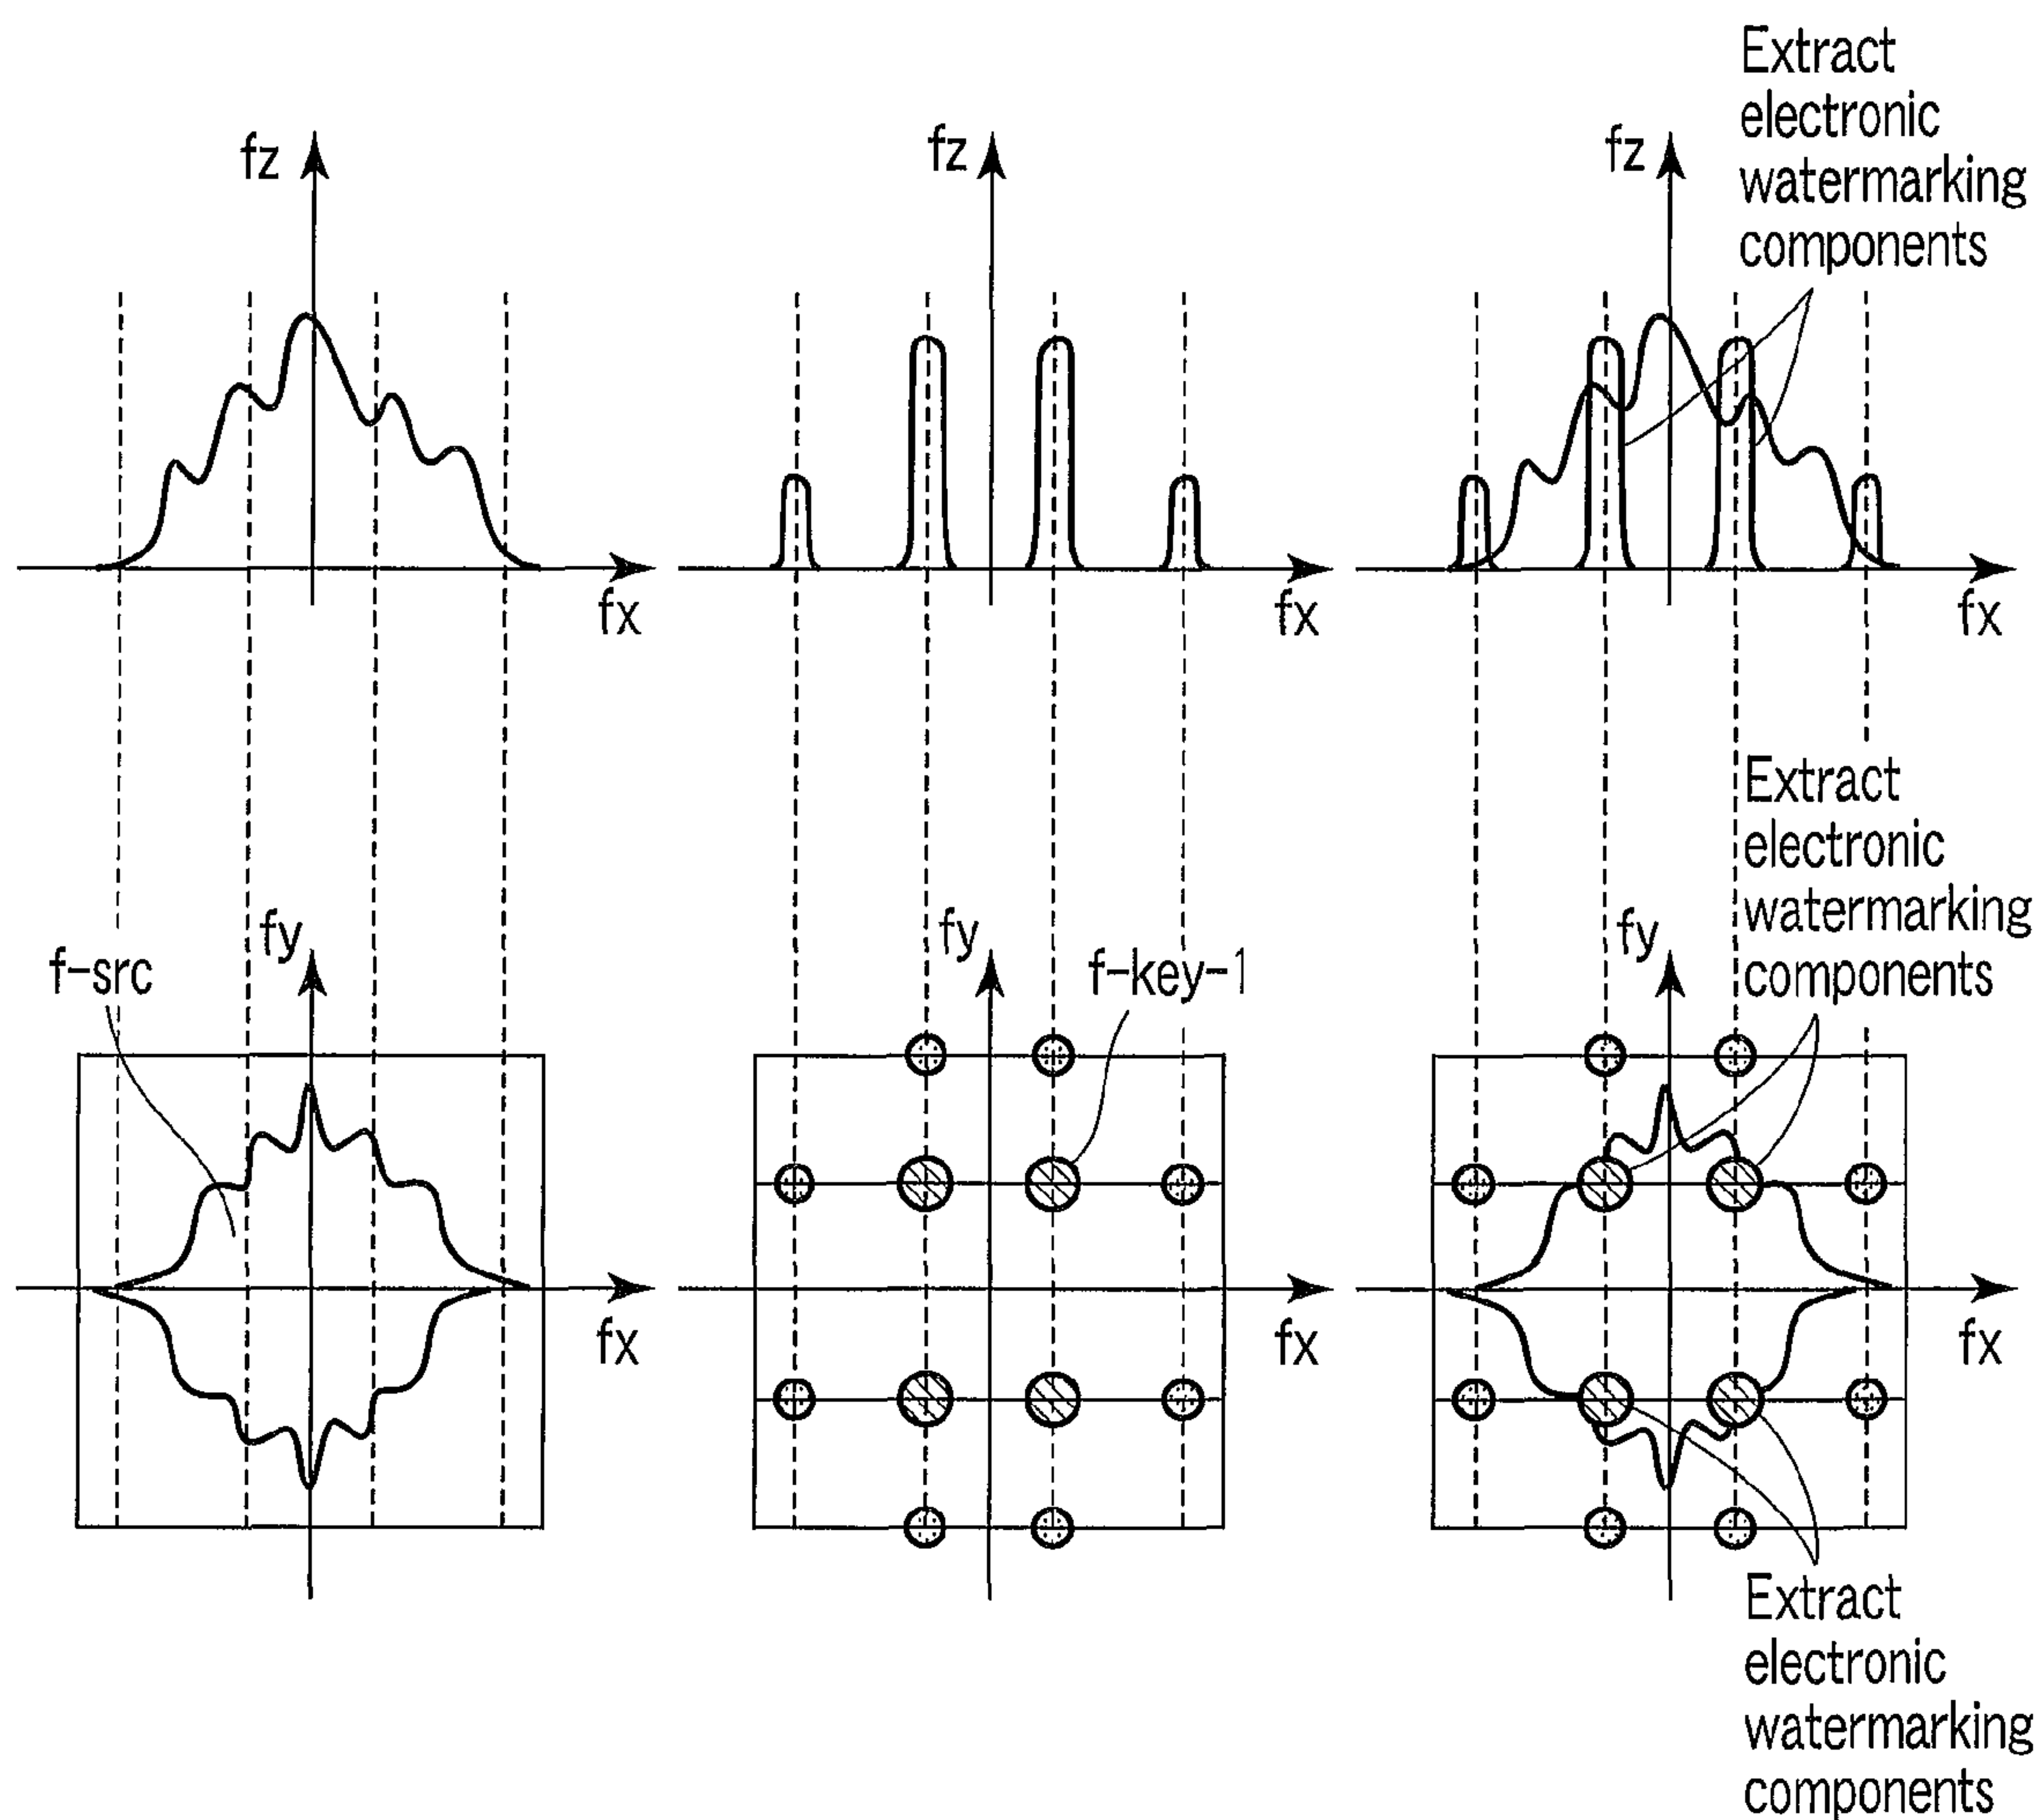 Extract
electronic
watermarking
components
fz
fz
fz
fx
fx
fx
Extract
electronic
watermarking
components
fy
fy
fy
f-src
f-key-1
fx
fx
fx
Extract
electronic
watermarking
components